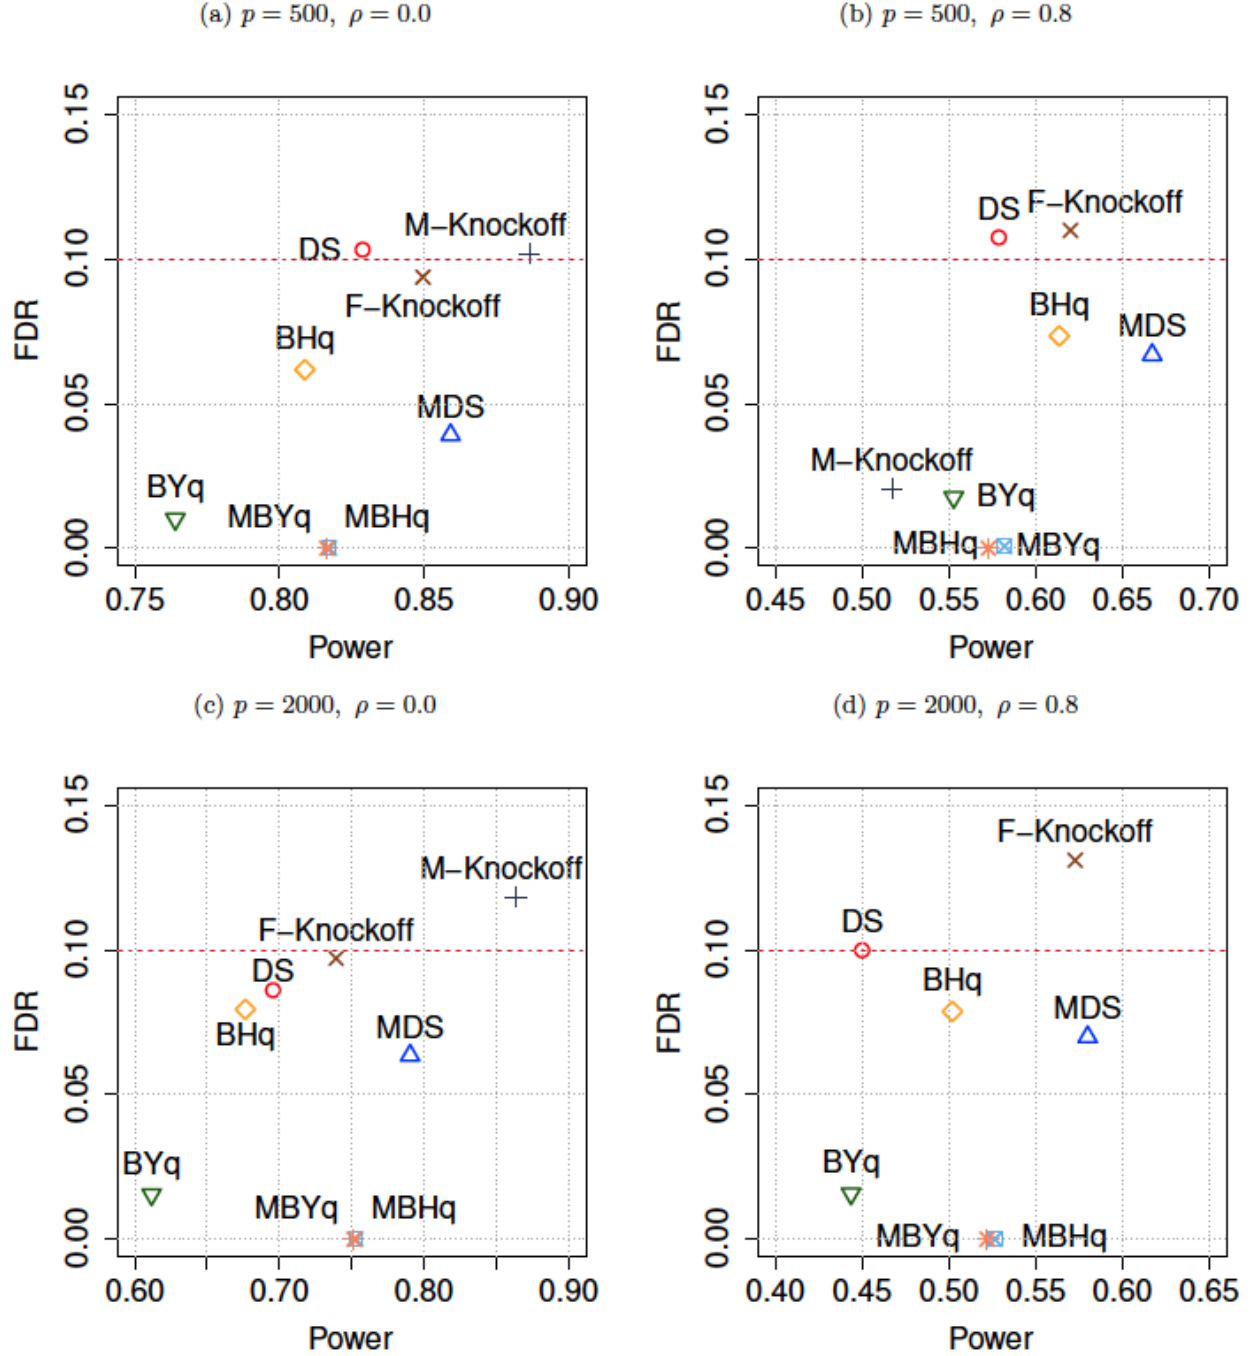 (a) p = 500, ρ = 0.0
0.15
0.10
0.05
0.00
FDR
M−Knockoff
DS
F−Knockoff
BHq
MDS
BYq
MBYq
MBHq
0.75
0.80
0.85
0.90
Power
(b) p = 500, ρ = 0.8
0.15
0.10
0.05
0.00
FDR
DS
F−Knockoff
BHq
MDS
M−Knockoff
BYq
MBHq
MBYq
0.45
0.50
0.55
0.60
0.65
0.70
Power
(c) p = 2000, ρ = 0.0
0.15
0.10
0.05
0.00
FDR
M−Knockoff
F−Knockoff
DS
BHq
MDS
BYq
MBYq
MBHq
0.60
0.70
0.80
0.90
Power
(d) p = 2000, ρ = 0.8
0.15
0.10
0.05
0.00
FDR
F−Knockoff
DS
BHq
MDS
BYq
MBYq
MBHq
0.40
0.45
0.50
0.55
0.60
0.65
Power